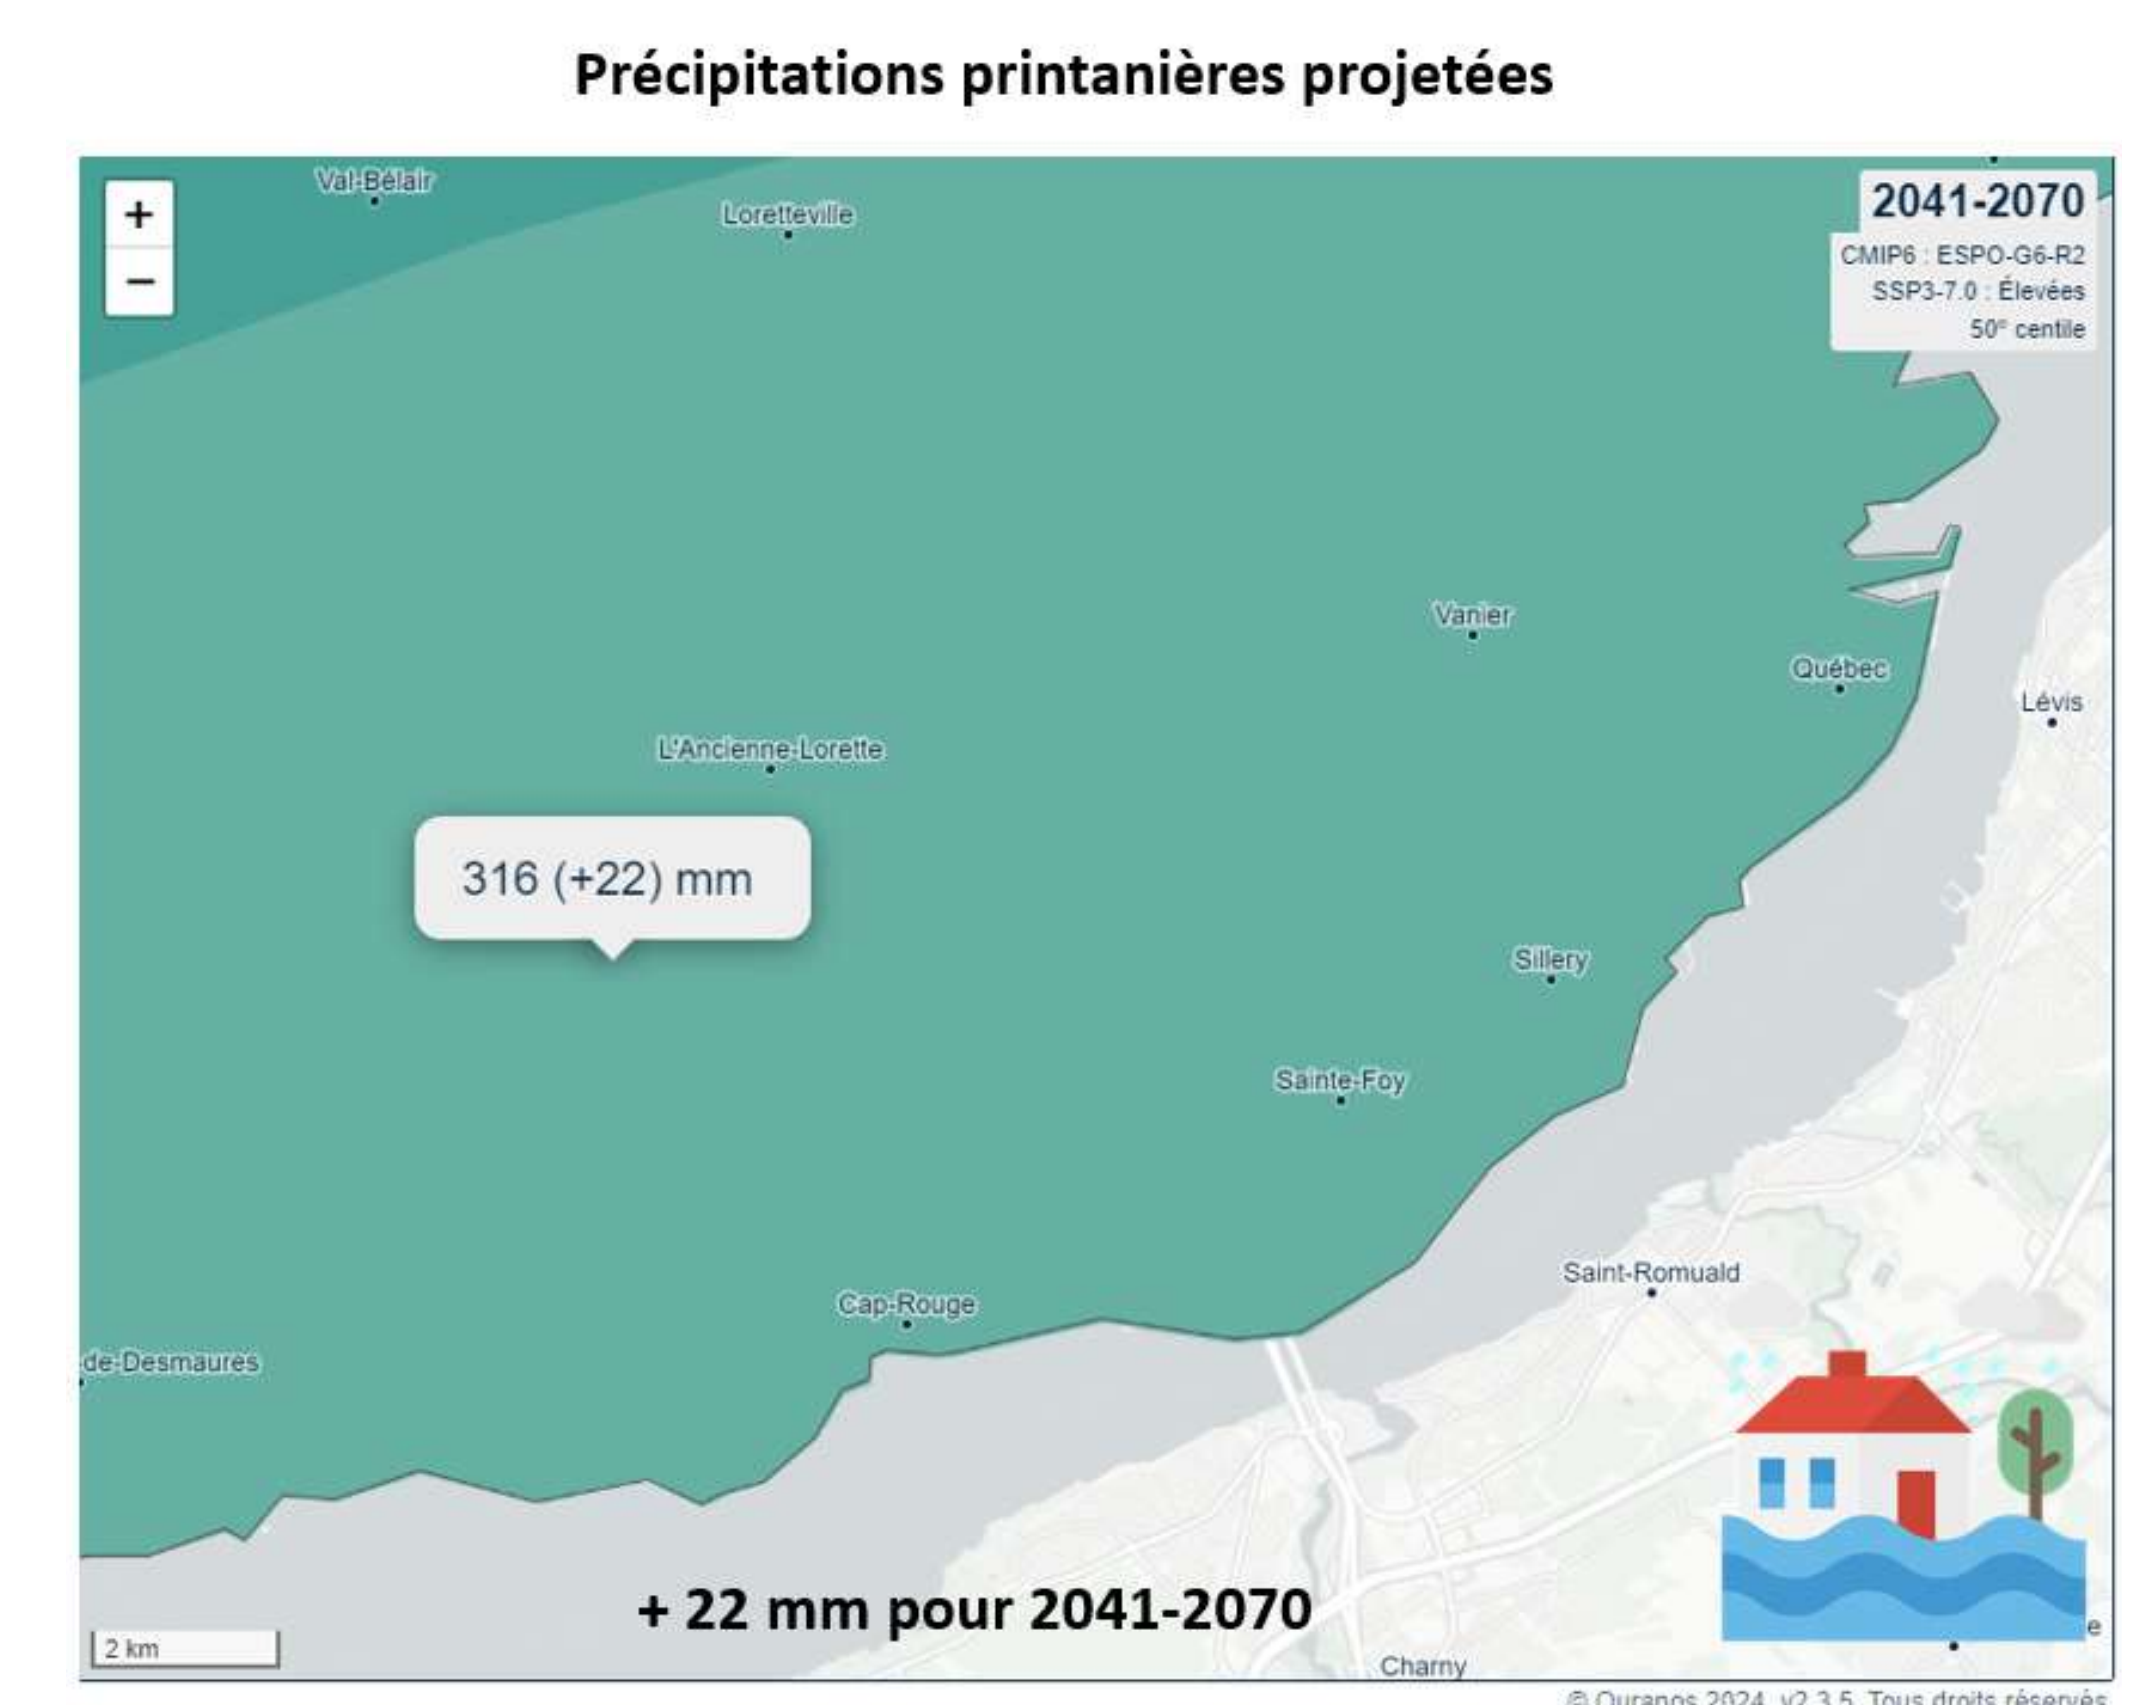 Précipitations printanières projetées
Val-Bélair
+
Loretteville
2041-2070
CMIP6 : ESPO-G6-R2
SSP3-7.0 : Élevées
50e centile
−
Vanier
Québec
Lévis
L'Ancienne-Lorette
316 (+22) mm
Sillery
Sainte-Foy
Saint-Romuald
Cap-Rouge
de-Desmaures
+ 22 mm pour 2041-2070
e
2 km
Charny
© Ouranos 2024, v2.3.5. Tous droits réservés